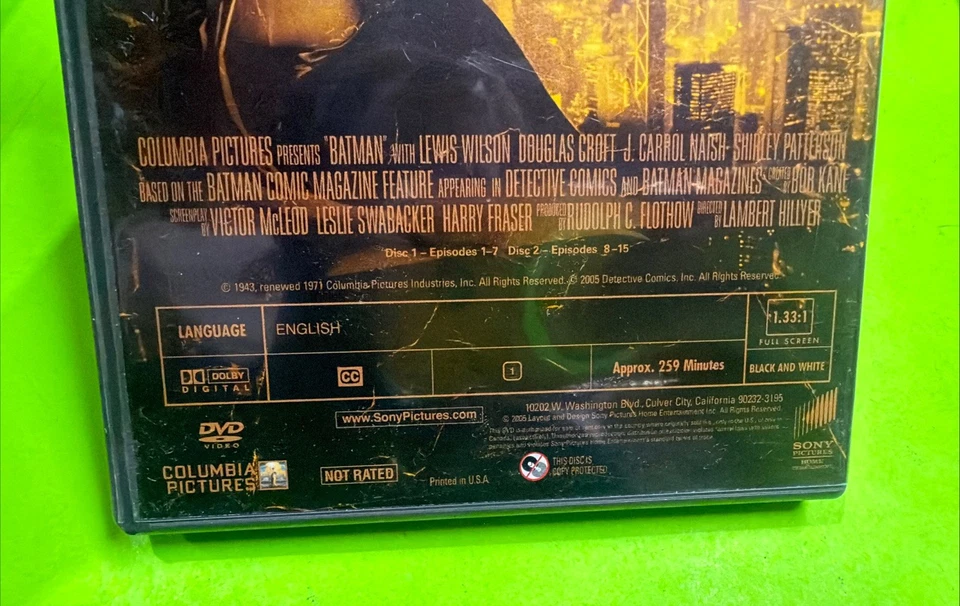 COLUMBIA PICTURES PRESENTS "BATMAN" WITH LEWIS WILSON DOUGLAS CROFT J. CARROL NAISH SHIRLEY PATTERSON
BASED ON THE BATMAN COMIC MAGAZINE FEATURE APPEARING IN DETECTIVE COMICS AND BATMAN MAGAZINES CREATED BY BOB KANE
SCREENPLAY BY VICTOR McLEOD LESLIE SWABACKER HARRY FRASER PRODUCED BY RUDOLPH C. FLOTHOW DIRECTED BY LAMBERT HILLYER
Disc 1 – Episodes 1-7 Disc 2 – Episodes 8-15
© 1943, renewed 1971 Columbia Pictures Industries, Inc. All Rights Reserved. © 2005 Detective Comics, Inc. All Rights Reserved.
LANGUAGE ENGLISH
1.33:1
FULL SCREEN
DOLBY
DIGITAL
CC
1
Approx. 259 Minutes
BLACK AND WHITE
www.SonyPictures.com
10202 W. Washington Blvd., Culver City, California 90232-3195
© 2005 Layout and Design Sony Pictures Home Entertainment Inc. All Rights Reserved.
DVD
VIDEO
COLUMBIA
PICTURES
NOT RATED
Printed in U.S.A.
THIS DISC IS
COPY PROTECTED
SONY
PICTURES
HOME